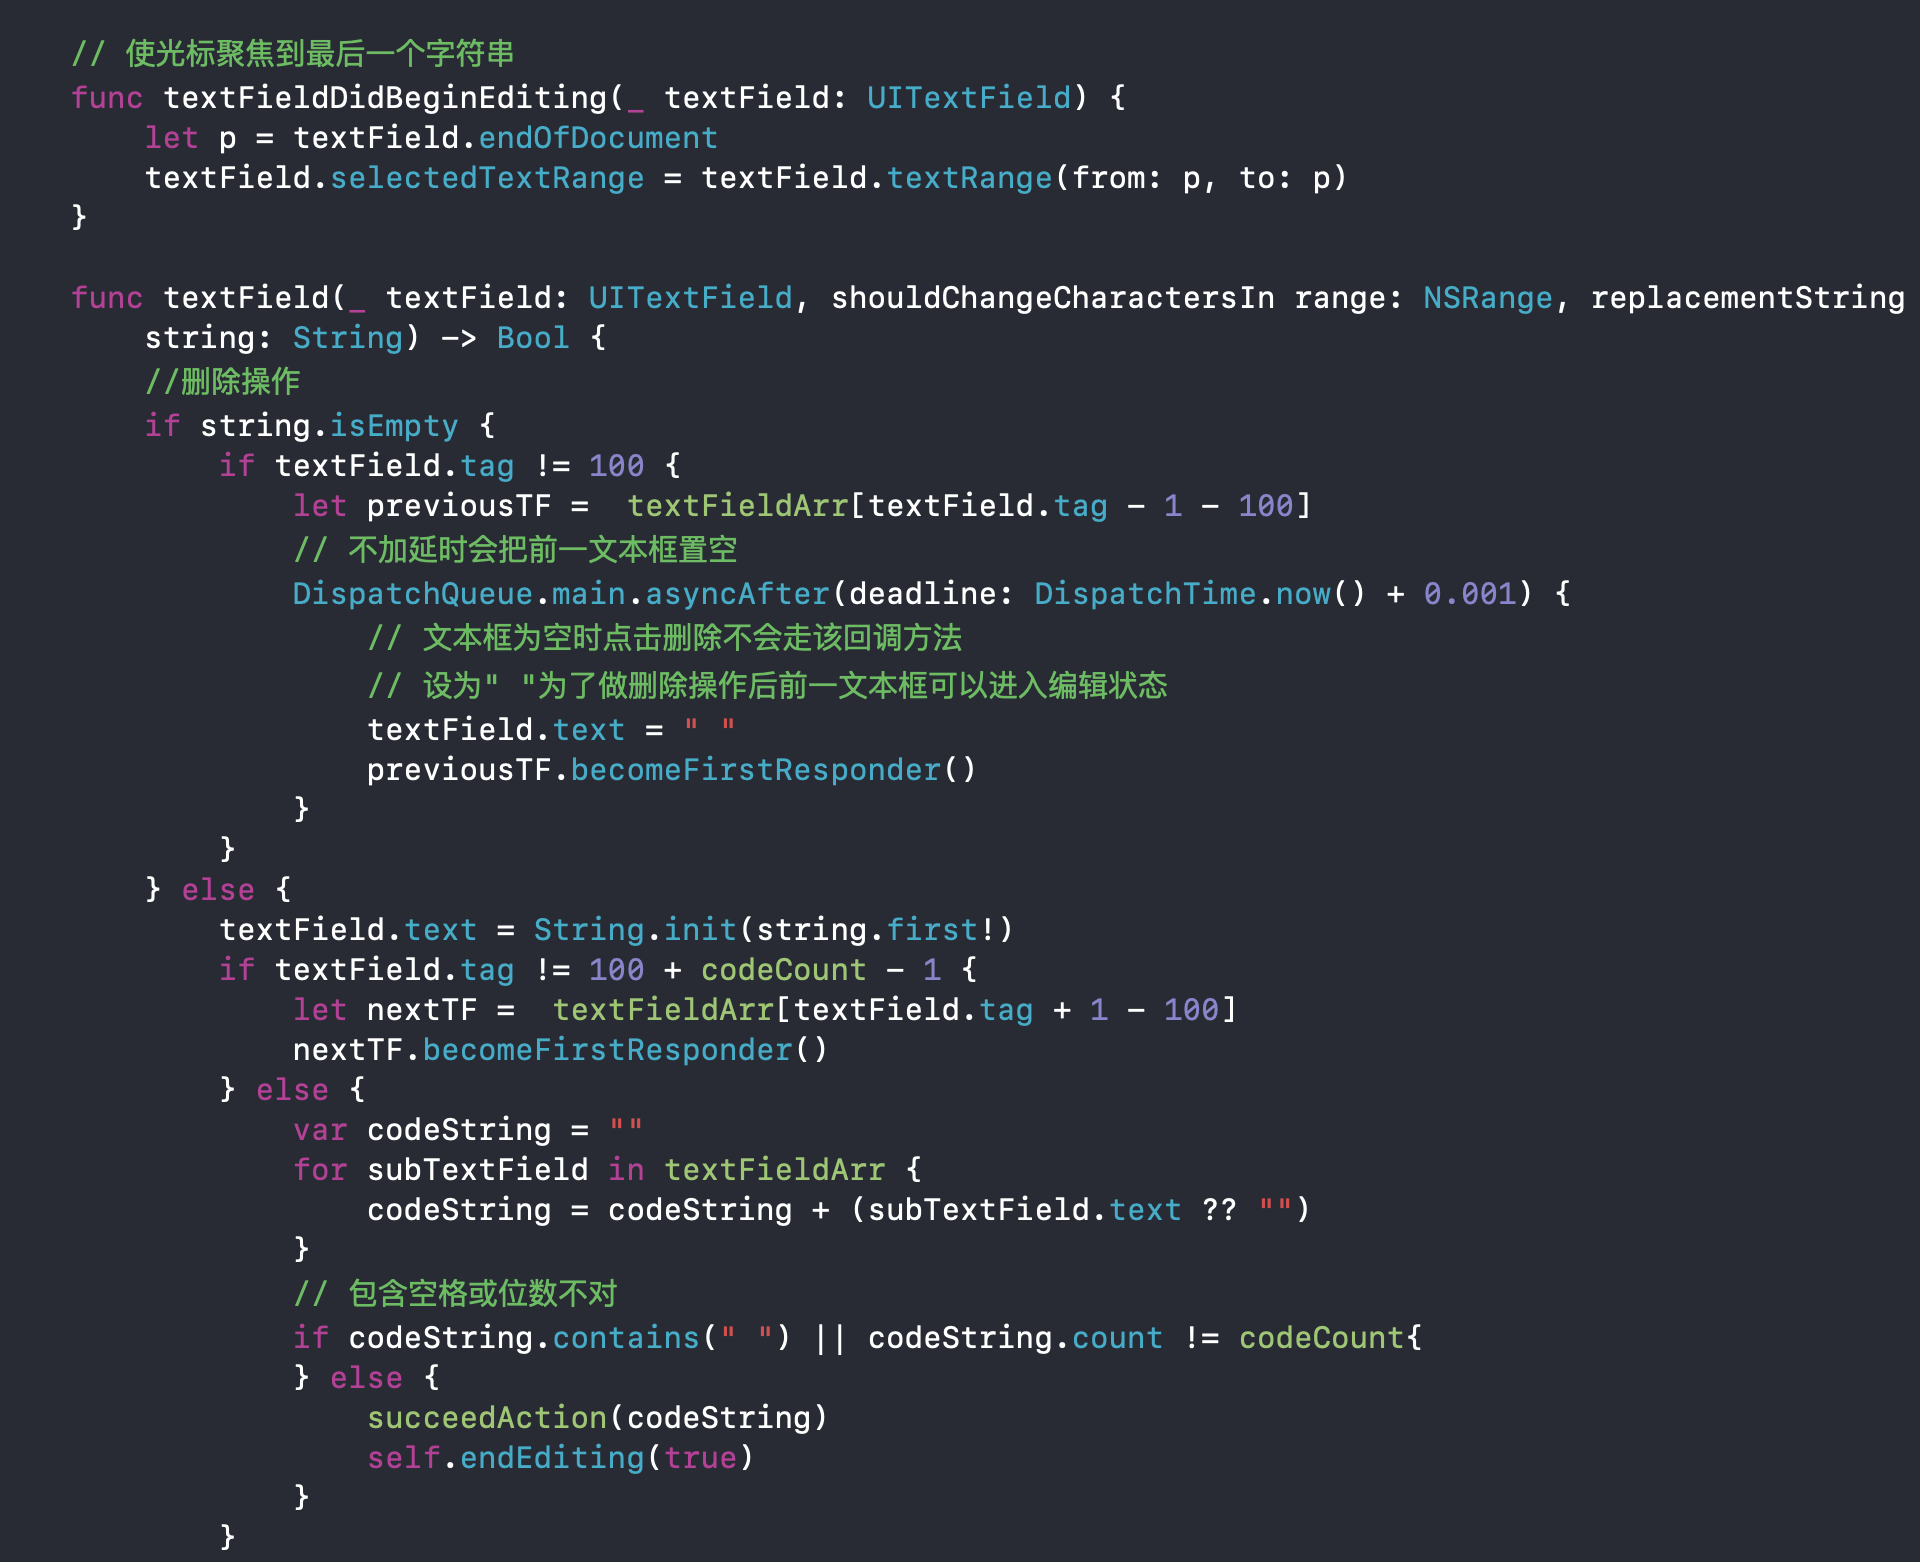 // 使光标聚焦到最后一个字符串
func textFieldDidBeginEditing(_ textField: UITextField) {
    let p = textField.endOfDocument
    textField.selectedTextRange = textField.textRange(from: p, to: p)
}

func textField(_ textField: UITextField, shouldChangeCharactersIn range: NSRange, replacementString
    string: String) -> Bool {
    //删除操作
    if string.isEmpty {
        if textField.tag != 100 {
            let previousTF =  textFieldArr[textField.tag - 1 - 100]
            // 不加延时会把前一文本框置空
            DispatchQueue.main.asyncAfter(deadline: DispatchTime.now() + 0.001) {
                // 文本框为空时点击删除不会走该回调方法
                // 设为" "为了做删除操作后前一文本框可以进入编辑状态
                textField.text = " "
                previousTF.becomeFirstResponder()
            }
        }
    } else {
        textField.text = String.init(string.first!)
        if textField.tag != 100 + codeCount - 1 {
            let nextTF =  textFieldArr[textField.tag + 1 - 100]
            nextTF.becomeFirstResponder()
        } else {
            var codeString = ""
            for subTextField in textFieldArr {
                codeString = codeString + (subTextField.text ?? "")
            }
            // 包含空格或位数不对
            if codeString.contains(" ") || codeString.count != codeCount{
            } else {
                succeedAction(codeString)
                self.endEditing(true)
            }
        }